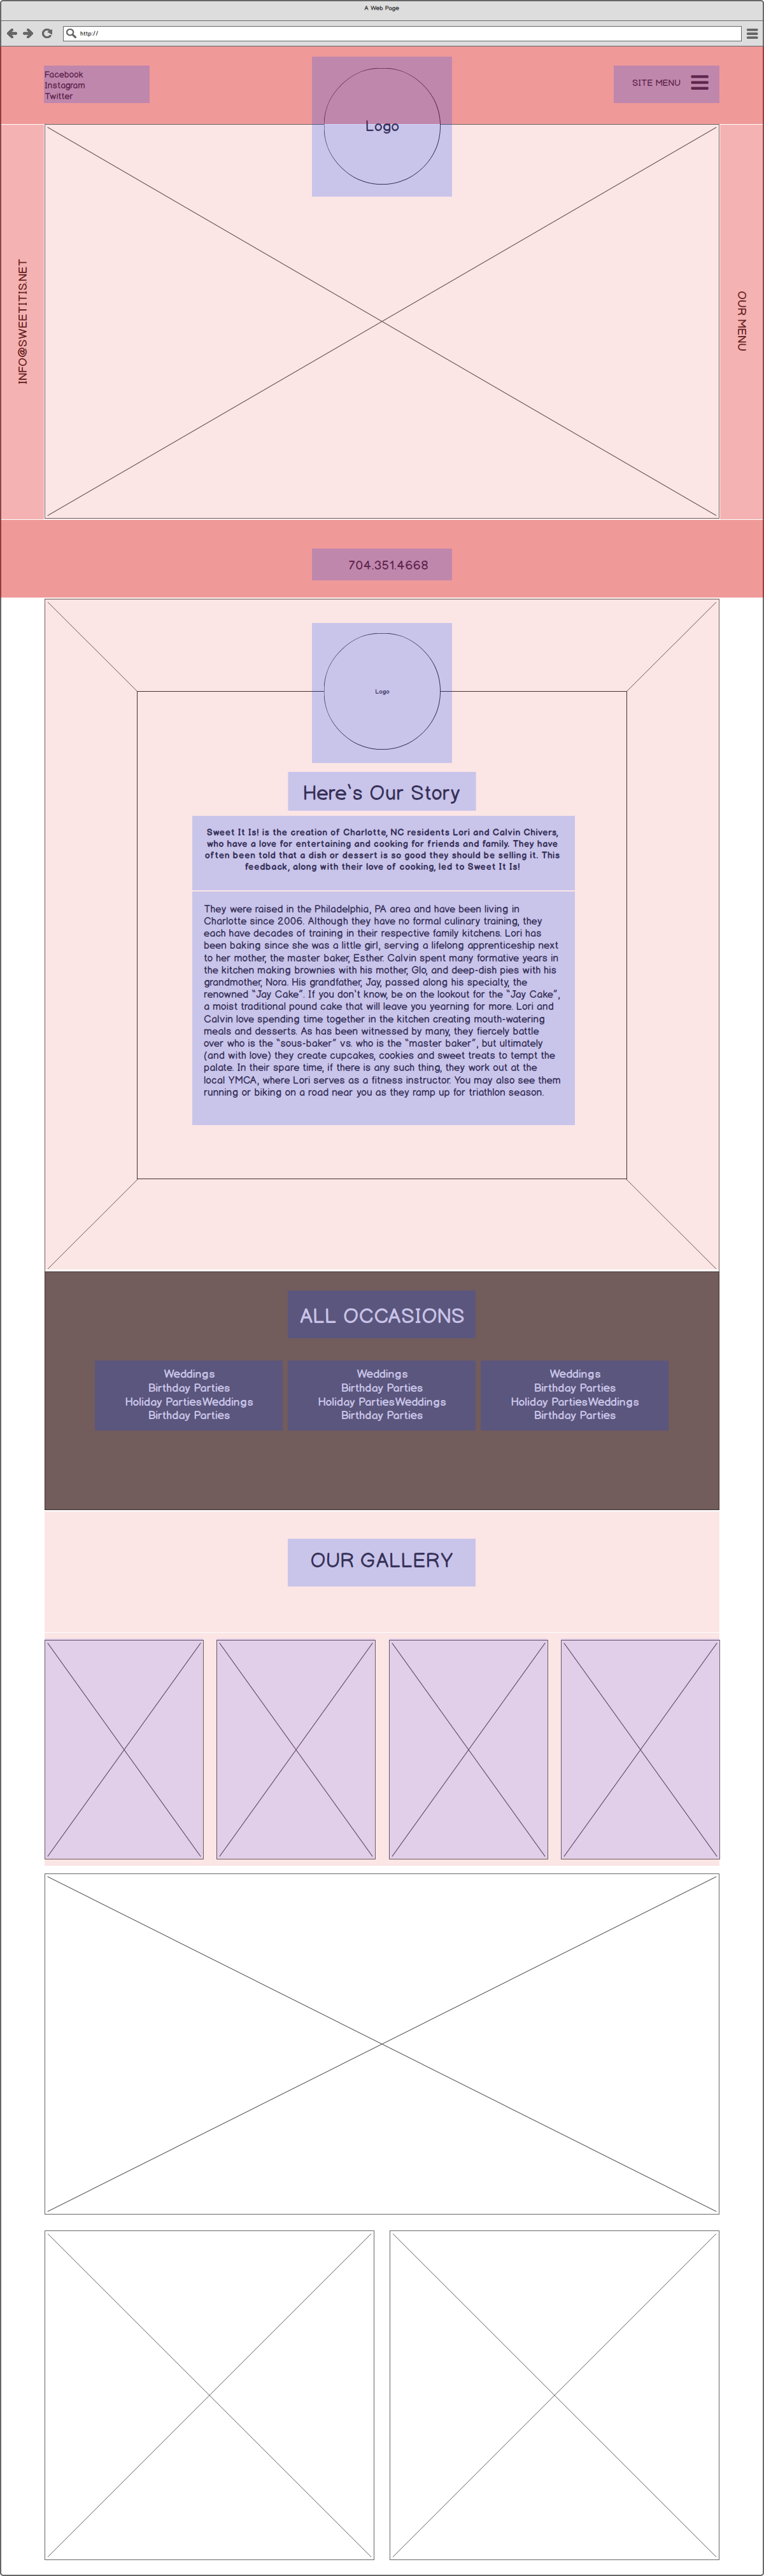 A Web Page
http://
Facebook
Instagram
Twitter
Logo
SITE MENU
INFO@SWEETITIS.NET
OUR MENU
704.351.4668
Logo
Here`s Our Story
Sweet It Is! is the creation of Charlotte, NC residents Lori and Calvin Chivers,
who have a love for entertaining and cooking for friends and family. They have
often been told that a dish or dessert is so good they should be selling it. This
feedback, along with their love of cooking, led to Sweet It Is!
They were raised in the Philadelphia, PA area and have been living in
Charlotte since 2006. Although they have no formal culinary training, they
each have decades of training in their respective family kitchens. Lori has
been baking since she was a little girl, serving a lifelong apprenticeship next
to her mother, the master baker, Esther. Calvin spent many formative years in
the kitchen making brownies with his mother, Glo, and deep-dish pies with his
grandmother, Nora. His grandfather, Jay, passed along his specialty, the
renowned “Jay Cake”. If you don`t know, be on the lookout for the “Jay Cake”,
a moist traditional pound cake that will leave you yearning for more. Lori and
Calvin love spending time together in the kitchen creating mouth-watering
meals and desserts. As has been witnessed by many, they fiercely battle
over who is the “sous-baker” vs. who is the “master baker”, but ultimately
(and with love) they create cupcakes, cookies and sweet treats to tempt the
palate. In their spare time, if there is any such thing, they work out at the
local YMCA, where Lori serves as a fitness instructor. You may also see them
running or biking on a road near you as they ramp up for triathlon season.
ALL OCCASIONS
Weddings
Birthday Parties
Holiday PartiesWeddings
Birthday Parties
Weddings
Birthday Parties
Holiday PartiesWeddings
Birthday Parties
Weddings
Birthday Parties
Holiday PartiesWeddings
Birthday Parties
OUR GALLERY